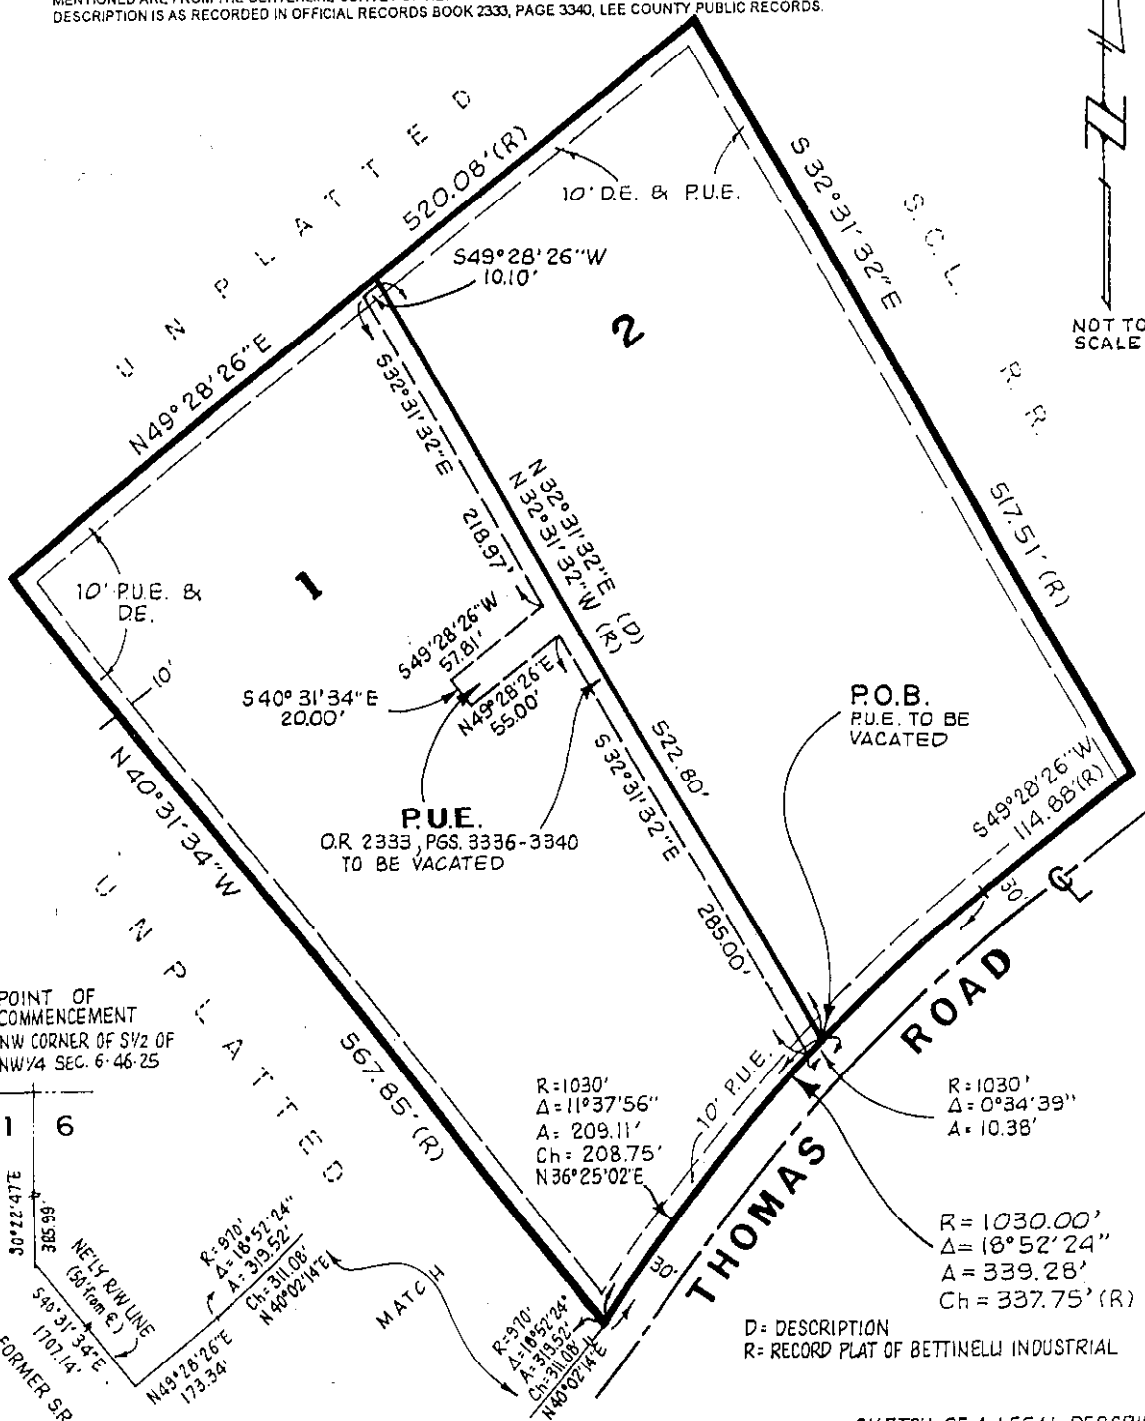 DESCRIPTION IS AS RECORDED IN OFFICIAL RECORDS BOOK 2333, PAGE 3340, LEE COUNTY PUBLIC RECORDS.
UNPLATTED
520.08'(R)
10' D.E. & P.U.E.
S49°28'26"W
10.10'
S 32°31'32"E
S.C.L. R.R.
NOT TO
SCALE
N49°28'26"E
2
S32°31'32"E
218.97'
N 32°31'32"E (D)
N 32°31'32"W (R)
517.51' (R)
10' P.U.E. &
D.E.
1
10'
S49°28'26"W
57.81'
S40°31'34"E
20.00'
N49°28'26"E
55.00'
P.O.B.
P.U.E. TO BE
VACATED
522.80'
N 40°31'34"W
P.U.E.
O.R. 2333, PGS. 3336-3340
TO BE VACATED
S32°31'32"E
285.00'
S49°28'26"W
114.88'(R)
30'
UNPLATTED
POINT OF
COMMENCEMENT
NW CORNER OF S1/2 OF
NW1/4 SEC. 6-46-25
567.85' (R)
R=1030'
Δ=11°37'56"
A= 209.11'
Ch= 208.75'
N36°25'02"E
10' P.U.E.
R=1030'
Δ=0°34'39"
A=10.38'
1 6
385.99'
NE'LY R/W LINE
(50' from ℄)
S40°31'34"E
1707.14'
R=970'
Δ=18°52'24"
A=319.52'
Ch=311.08'
N40°02'14"E
N49°28'26"E
173.34'
FORMER S.R.
MATCH
R=970'
Δ=18°52'24"
A=319.52'
Ch=311.08'
N40°02'14"E
30'
THOMAS ROAD
℄
R=1030.00'
Δ=18°52'24"
A=339.28'
Ch=337.75' (R)
D= DESCRIPTION
R= RECORD PLAT OF BETTINELLI INDUSTRIAL